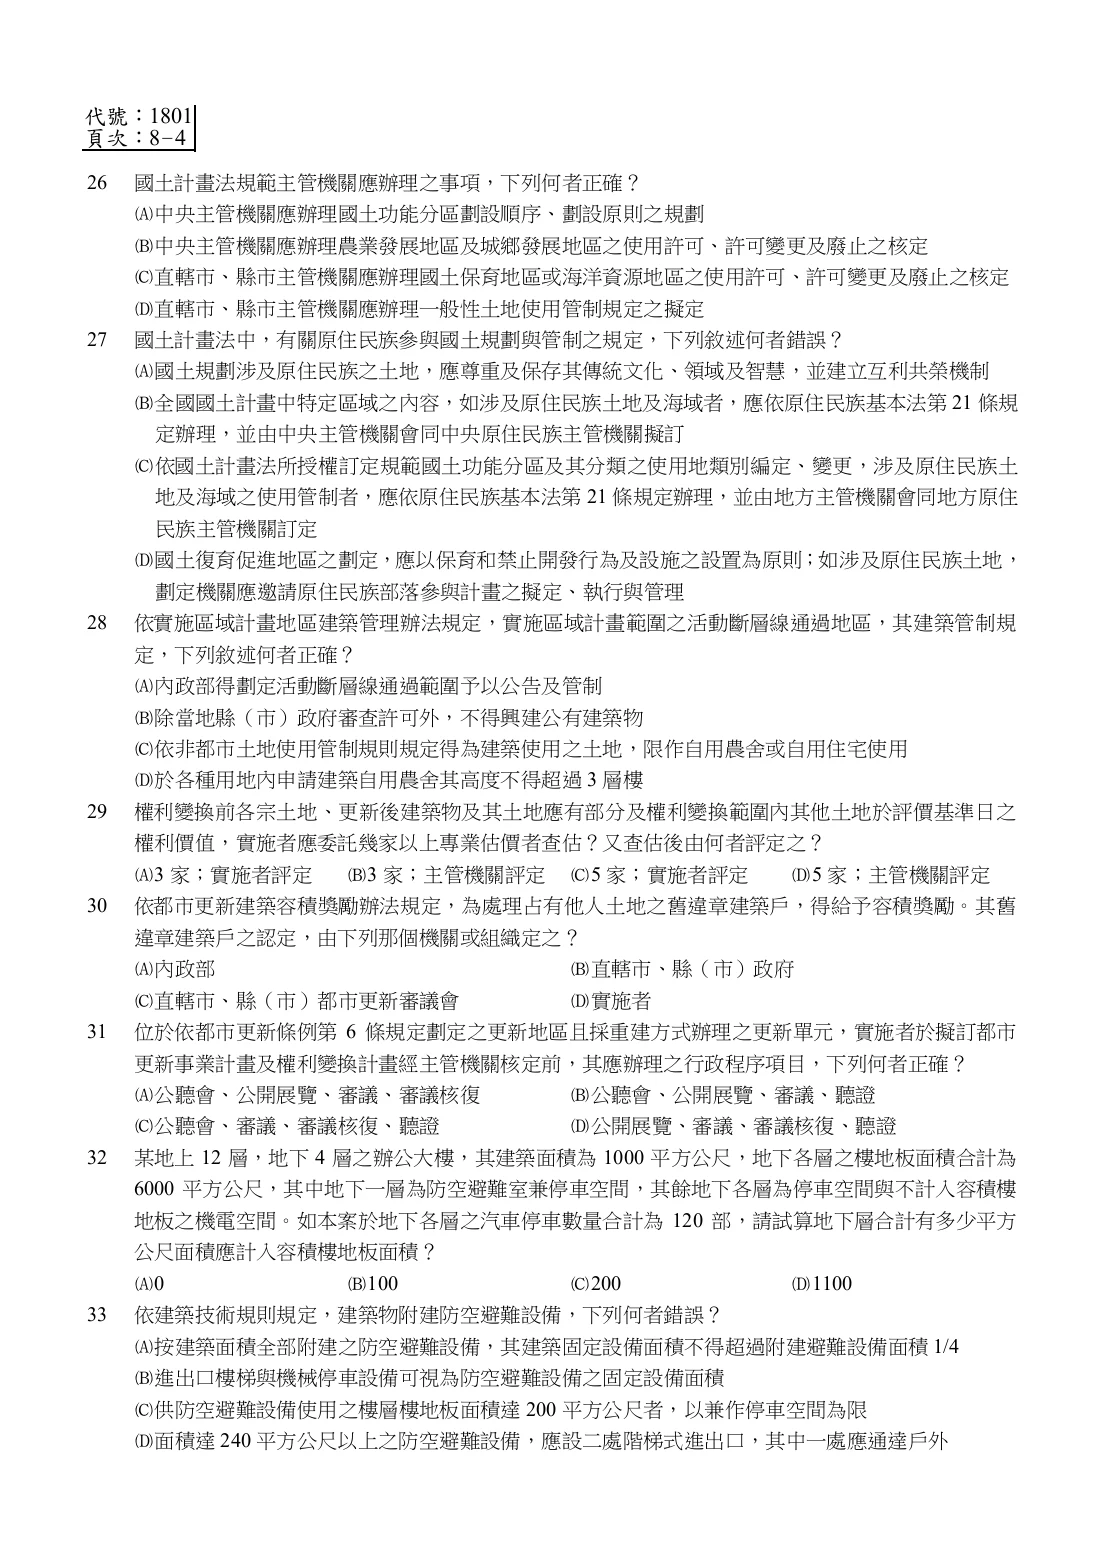 代號：1801
頁次：8-4
26 國土計畫法規範主管機關應辦理之事項，下列何者正確？
(A)中央主管機關應辦理國土功能分區劃設順序、劃設原則之規劃
(B)中央主管機關應辦理農業發展地區及城鄉發展地區之使用許可、許可變更及廢止之核定
(C)直轄市、縣市主管機關應辦理國土保育地區或海洋資源地區之使用許可、許可變更及廢止之核定
(D)直轄市、縣市主管機關應辦理一般性土地使用管制規定之擬定
27 國土計畫法中，有關原住民族參與國土規劃與管制之規定，下列敘述何者錯誤？
(A)國土規劃涉及原住民族之土地，應尊重及保存其傳統文化、領域及智慧，並建立互利共榮機制
(B)全國國土計畫中特定區域之內容，如涉及原住民族土地及海域者，應依原住民族基本法第 21 條規
定辦理，並由中央主管機關會同中央原住民族主管機關擬訂
(C)依國土計畫法所授權訂定規範國土功能分區及其分類之使用地類別編定、變更，涉及原住民族土
地及海域之使用管制者，應依原住民族基本法第 21 條規定辦理，並由地方主管機關會同地方原住
民族主管機關訂定
(D)國土復育促進地區之劃定，應以保育和禁止開發行為及設施之設置為原則；如涉及原住民族土地，
劃定機關應邀請原住民族部落參與計畫之擬定、執行與管理
28 依實施區域計畫地區建築管理辦法規定，實施區域計畫範圍之活動斷層線通過地區，其建築管制規
定，下列敘述何者正確？
(A)內政部得劃定活動斷層線通過範圍予以公告及管制
(B)除當地縣（市）政府審查許可外，不得興建公有建築物
(C)依非都市土地使用管制規則規定得為建築使用之土地，限作自用農舍或自用住宅使用
(D)於各種用地內申請建築自用農舍其高度不得超過 3 層樓
29 權利變換前各宗土地、更新後建築物及其土地應有部分及權利變換範圍內其他土地於評價基準日之
權利價值，實施者應委託幾家以上專業估價者查估？又查估後由何者評定之？
(A)3 家；實施者評定 (B)3 家；主管機關評定 (C)5 家；實施者評定 (D)5 家；主管機關評定
30 依都市更新建築容積獎勵辦法規定，為處理占有他人土地之舊違章建築戶，得給予容積獎勵。其舊
違章建築戶之認定，由下列那個機關或組織定之？
(A)內政部 (B)直轄市、縣（市）政府
(C)直轄市、縣（市）都市更新審議會 (D)實施者
31 位於依都市更新條例第 6 條規定劃定之更新地區且採重建方式辦理之更新單元，實施者於擬訂都市
更新事業計畫及權利變換計畫經主管機關核定前，其應辦理之行政程序項目，下列何者正確？
(A)公聽會、公開展覽、審議、審議核復 (B)公聽會、公開展覽、審議、聽證
(C)公聽會、審議、審議核復、聽證 (D)公開展覽、審議、審議核復、聽證
32 某地上 12 層，地下 4 層之辦公大樓，其建築面積為 1000 平方公尺，地下各層之樓地板面積合計為
6000 平方公尺，其中地下一層為防空避難室兼停車空間，其餘地下各層為停車空間與不計入容積樓
地板之機電空間。如本案於地下各層之汽車停車數量合計為 120 部，請試算地下層合計有多少平方
公尺面積應計入容積樓地板面積？
(A)0 (B)100 (C)200 (D)1100
33 依建築技術規則規定，建築物附建防空避難設備，下列何者錯誤？
(A)按建築面積全部附建之防空避難設備，其建築固定設備面積不得超過附建避難設備面積 1/4
(B)進出口樓梯與機械停車設備可視為防空避難設備之固定設備面積
(C)供防空避難設備使用之樓層樓地板面積達 200 平方公尺者，以兼作停車空間為限
(D)面積達 240 平方公尺以上之防空避難設備，應設二處階梯式進出口，其中一處應通達戶外